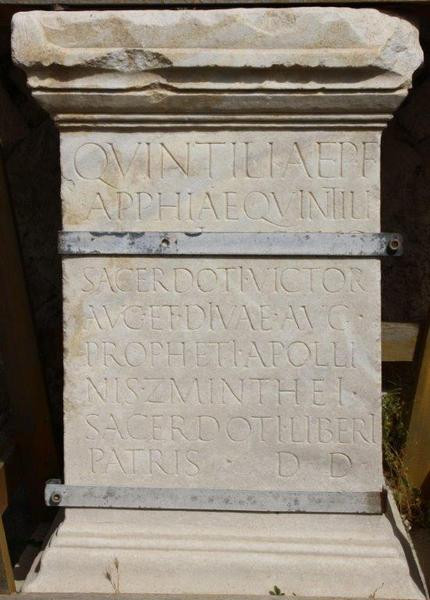 QVINTILIAE P F
APPHIAE QVINTILI
SACERDOTI·VICTOR
AVG·ET·DIVAE·AVG·
PROPHETI·APOLLI
NIS·ZMINTHEI·
SACERDOTI·LIBERI
PATRIS · D D